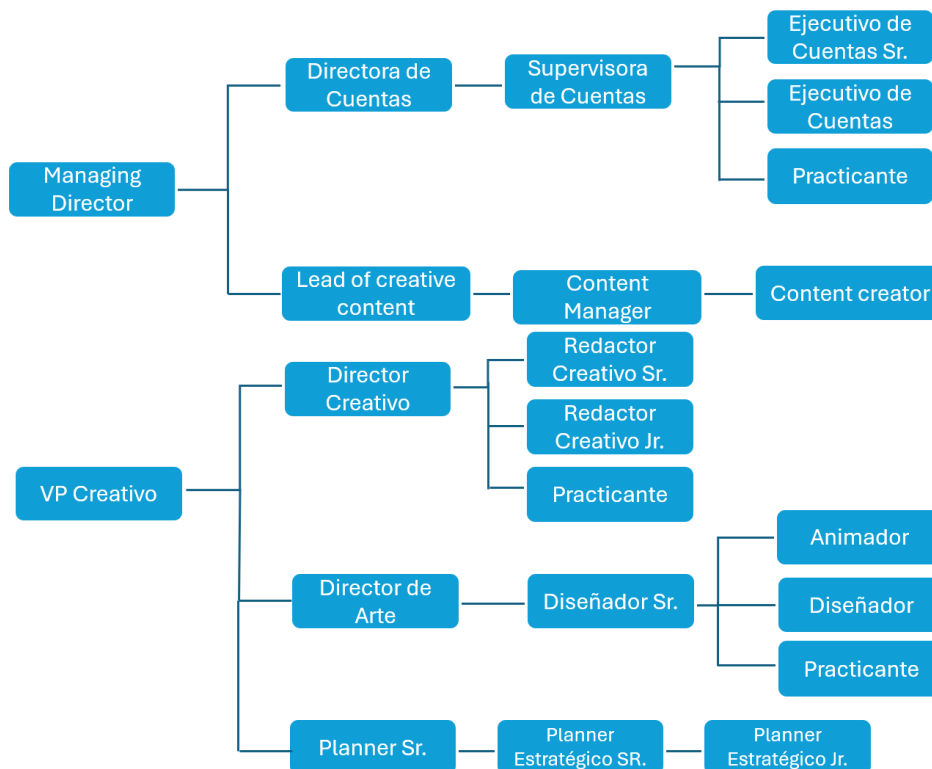 Ejecutivo de
Cuentas Sr.
Directora de
Cuentas
Supervisora
de Cuentas
Ejecutivo de
Cuentas
Managing
Director
Practicante
Lead of creative
content
Content
Manager
Content creator
Director
Creativo
Redactor
Creativo Sr.
Redactor
Creativo Jr.
VP Creativo
Practicante
Animador
Director de
Arte
Diseñador Sr.
Diseñador
Practicante
Planner Sr.
Planner
Estratégico SR.
Planner
Estratégico Jr.